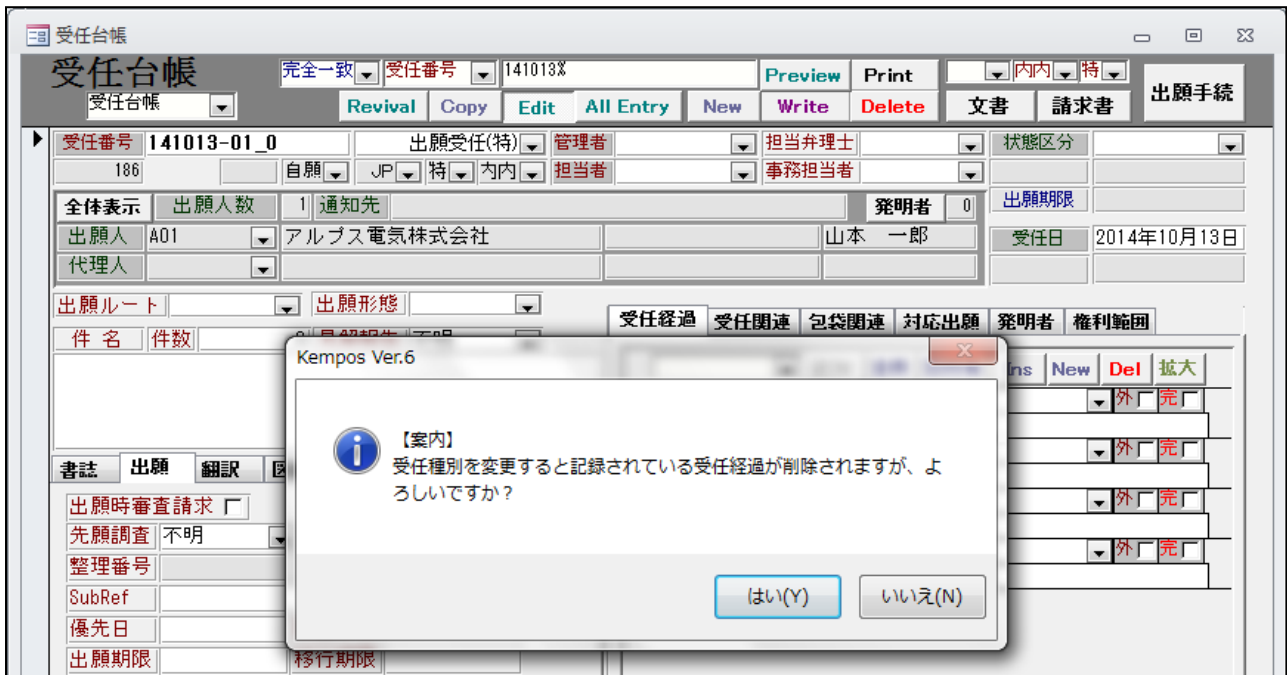 受任台帳
受任台帳 完全一致 受任番号 141013% Preview Print 内内 特 出願手続
受任台帳 Revival Copy Edit All Entry New Write Delete 文書 請求書
受任番号 141013-01_0 出願受任(特) 管理者 担当弁理士 状態区分
186 自願 JP 特 内内 担当者 事務担当者
全体表示 出願人数 1 通知先 発明者 0 出願期限
出願人 A01 アルプス電気株式会社 山本 一郎 受任日 2014年10月13日
代理人
出願ルート 出願形態
受任経過 受任関連 包袋関連 対応出願 発明者 権利範囲
件 名 件数
Kempos Ver.6
Ins New Del 拡大
外 完
【案内】
受任種別を変更すると記録されている受任経過が削除されますが、よ
ろしいですか？
外 完
書誌 出願 翻訳
出願時審査請求 外 完
先願調査 不明
外 完
整理番号
はい(Y) いいえ(N)
SubRef
優先日
出願期限 移行期限